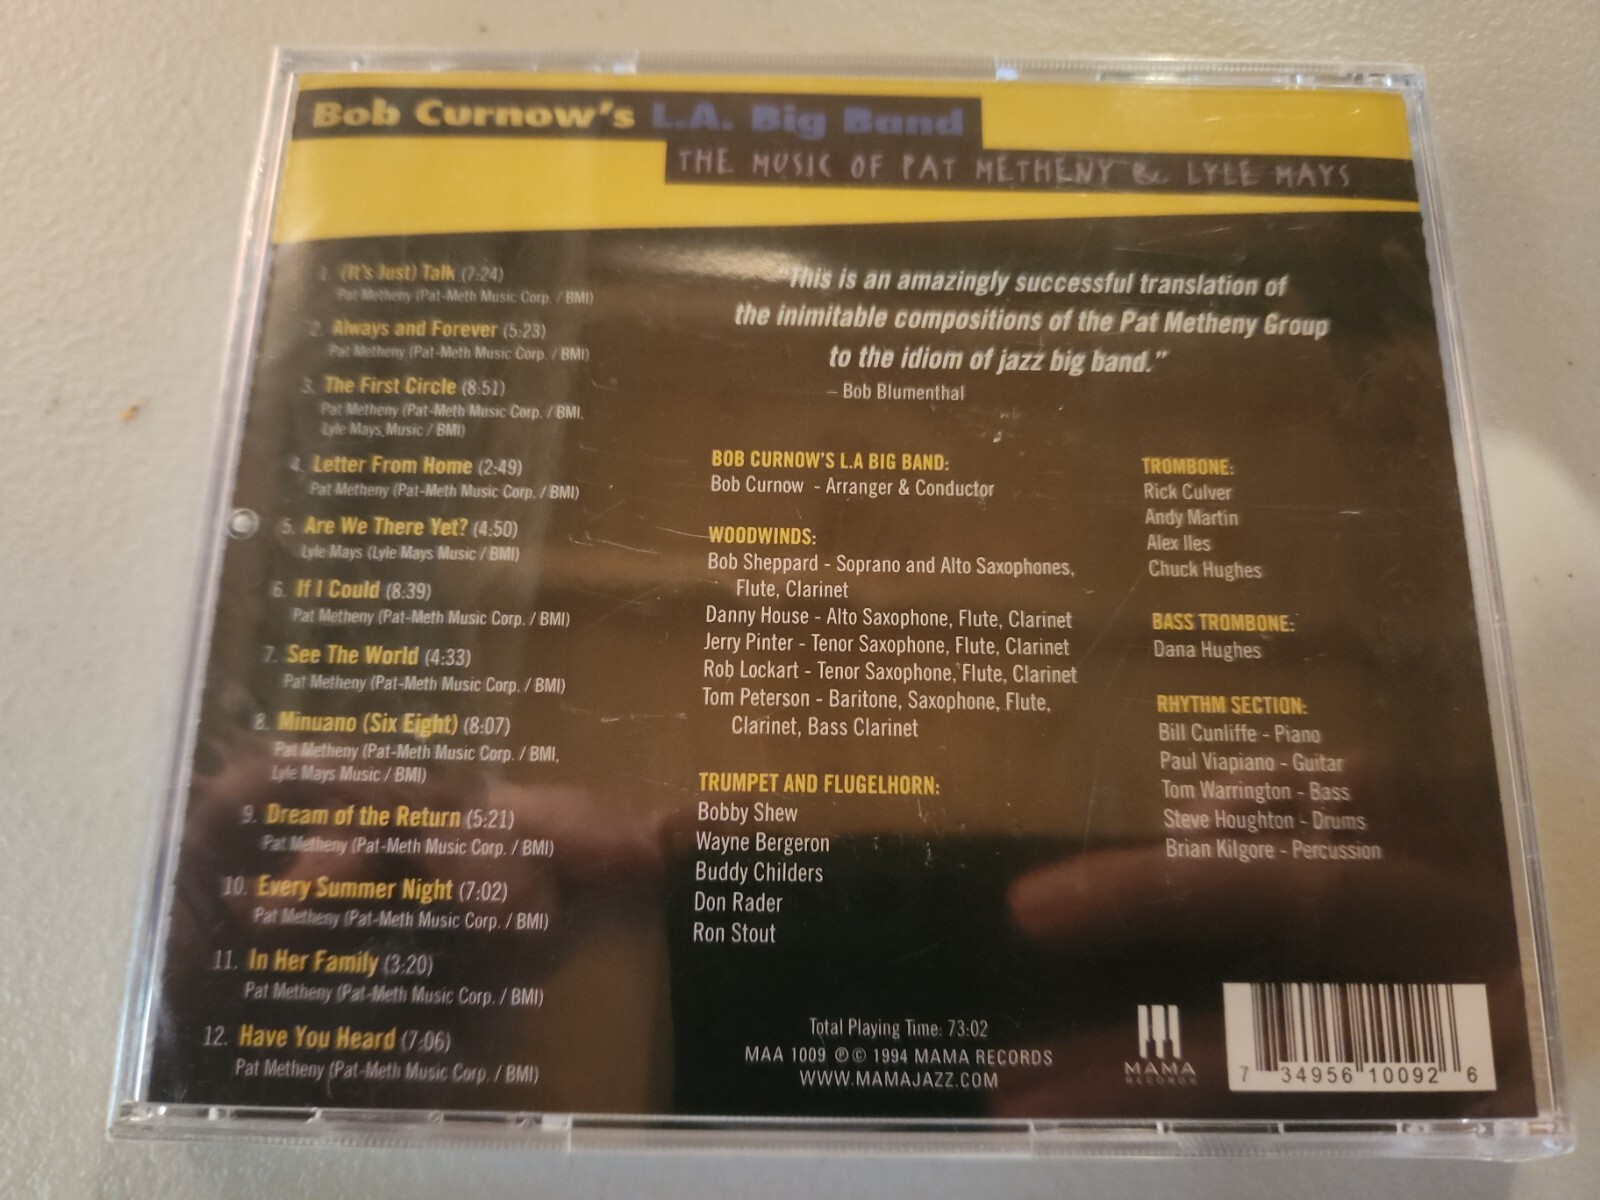 Bob Curnow's L.A. Big Band
THE MUSIC OF PAT METHENY & LYLE MAYS
1. (It's Just) Talk (7:24)
Pat Metheny (Pat-Meth Music Corp. / BMI)
2. Always and Forever (5:23)
Pat Metheny (Pat-Meth Music Corp. / BMI)
3. The First Circle (8:51)
Pat Metheny (Pat-Meth Music Corp. / BMI,
Lyle Mays Music / BMI)
4. Letter From Home (2:49)
Pat Metheny (Pat-Meth Music Corp. / BMI)
5. Are We There Yet? (4:50)
Lyle Mays (Lyle Mays Music / BMI)
6. If I Could (8:39)
Pat Metheny (Pat-Meth Music Corp. / BMI)
7. See The World (4:33)
Pat Metheny (Pat-Meth Music Corp. / BMI)
8. Minuano (Six Eight) (8:07)
Pat Metheny (Pat-Meth Music Corp. / BMI,
Lyle Mays Music / BMI)
9. Dream of the Return (5:21)
Pat Metheny (Pat-Meth Music Corp. / BMI)
10. Every Summer Night (7:02)
Pat Metheny (Pat-Meth Music Corp. / BMI)
11. In Her Family (3:20)
Pat Metheny (Pat-Meth Music Corp. / BMI)
12. Have You Heard (7:06)
Pat Metheny (Pat-Meth Music Corp. / BMI)
"This is an amazingly successful translation of
the inimitable compositions of the Pat Metheny Group
to the idiom of jazz big band."
– Bob Blumenthal
BOB CURNOW'S L.A BIG BAND:
Bob Curnow - Arranger & Conductor
WOODWINDS:
Bob Sheppard - Soprano and Alto Saxophones,
Flute, Clarinet
Danny House - Alto Saxophone, Flute, Clarinet
Jerry Pinter - Tenor Saxophone, Flute, Clarinet
Rob Lockart - Tenor Saxophone, Flute, Clarinet
Tom Peterson - Baritone, Saxophone, Flute,
Clarinet, Bass Clarinet
TRUMPET AND FLUGELHORN:
Bobby Shew
Wayne Bergeron
Buddy Childers
Don Rader
Ron Stout
TROMBONE:
Rick Culver
Andy Martin
Alex Iles
Chuck Hughes
BASS TROMBONE:
Dana Hughes
RHYTHM SECTION:
Bill Cunliffe - Piano
Paul Viapiano - Guitar
Tom Warrington - Bass
Steve Houghton - Drums
Brian Kilgore - Percussion
Total Playing Time: 73:02
MAA 1009 ℗© 1994 MAMA RECORDS
WWW.MAMAJAZZ.COM
MAMA
RECORDS
7 34956 10092 6